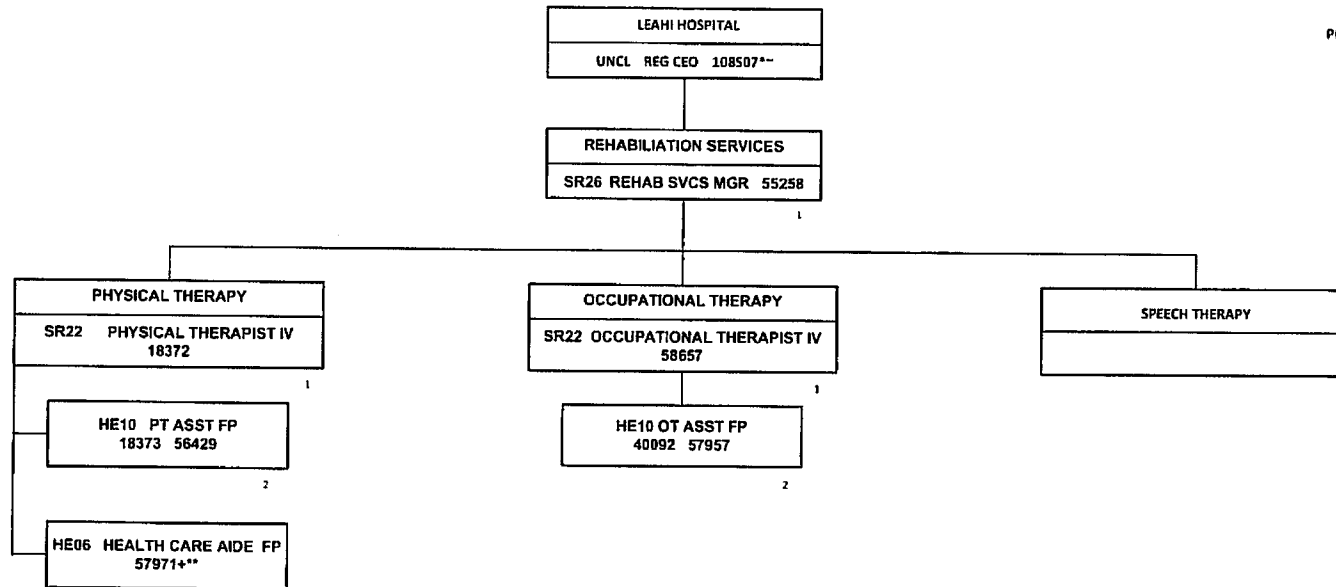 LEAHI HOSPITAL
UNCL REG CEO 108507*~
REHABILIATION SERVICES
SR26 REHAB SVCS MGR 55258
1
PHYSICAL THERAPY
SR22 PHYSICAL THERAPIST IV
18372
1
HE10 PT ASST FP
18373 56429
2
HE06 HEALTH CARE AIDE FP
57971+**
OCCUPATIONAL THERAPY
SR22 OCCUPATIONAL THERAPIST IV
58657
1
HE10 OT ASST FP
40092 57957
2
SPEECH THERAPY